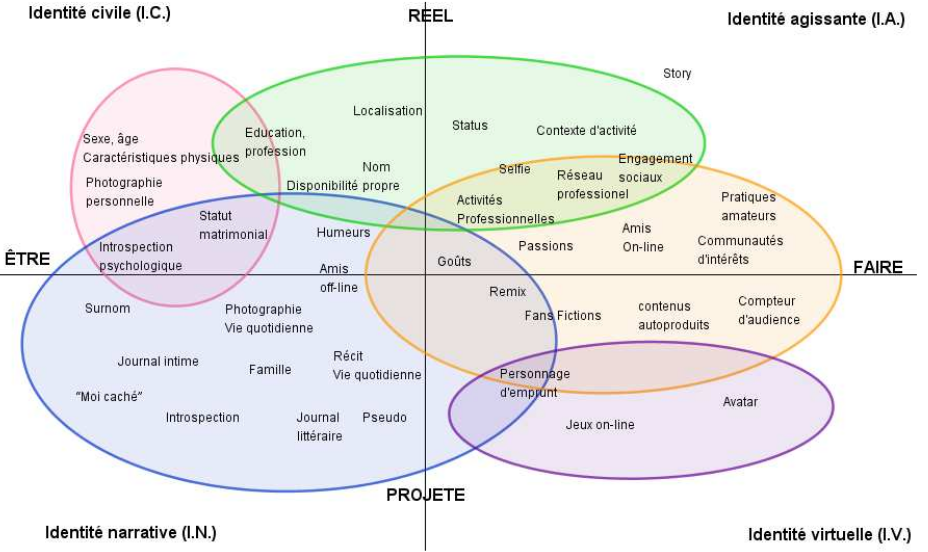 Identité civile (I.C.)
REEL
Identité agissante (I.A.)
Story
Localisation
Status
Contexte d'activité
Education,
profession
Sexe, âge
Caractéristiques physiques
Photographie
personnelle
Nom
propre
Disponibilité
Selfie
Réseau
professionel
Engagement
sociaux
Activités
Professionnelles
Pratiques
amateurs
Statut
matrimonial
Humeurs
Introspection
psychologique
Passions
Amis
On-line
Communautés
d'intérêts
Goûts
ÊTRE
FAIRE
Amis
off-line
Remix
Surnom
Photographie
Vie quotidienne
Fans Fictions
contenus
autoproduits
Compteur
d'audience
Journal intime
Famille
Récit
Vie quotidienne
Personnage
d'emprunt
"Moi caché"
Introspection
Journal
littéraire
Pseudo
Jeux on-line
Avatar
PROJETE
Identité narrative (I.N.)
Identité virtuelle (I.V.)